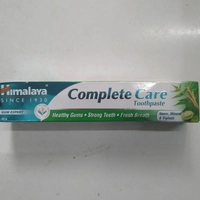 Himalaya
SINCE 1930
Complete Care
Toothpaste
Healthy Gums • Strong Teeth • Fresh Breath